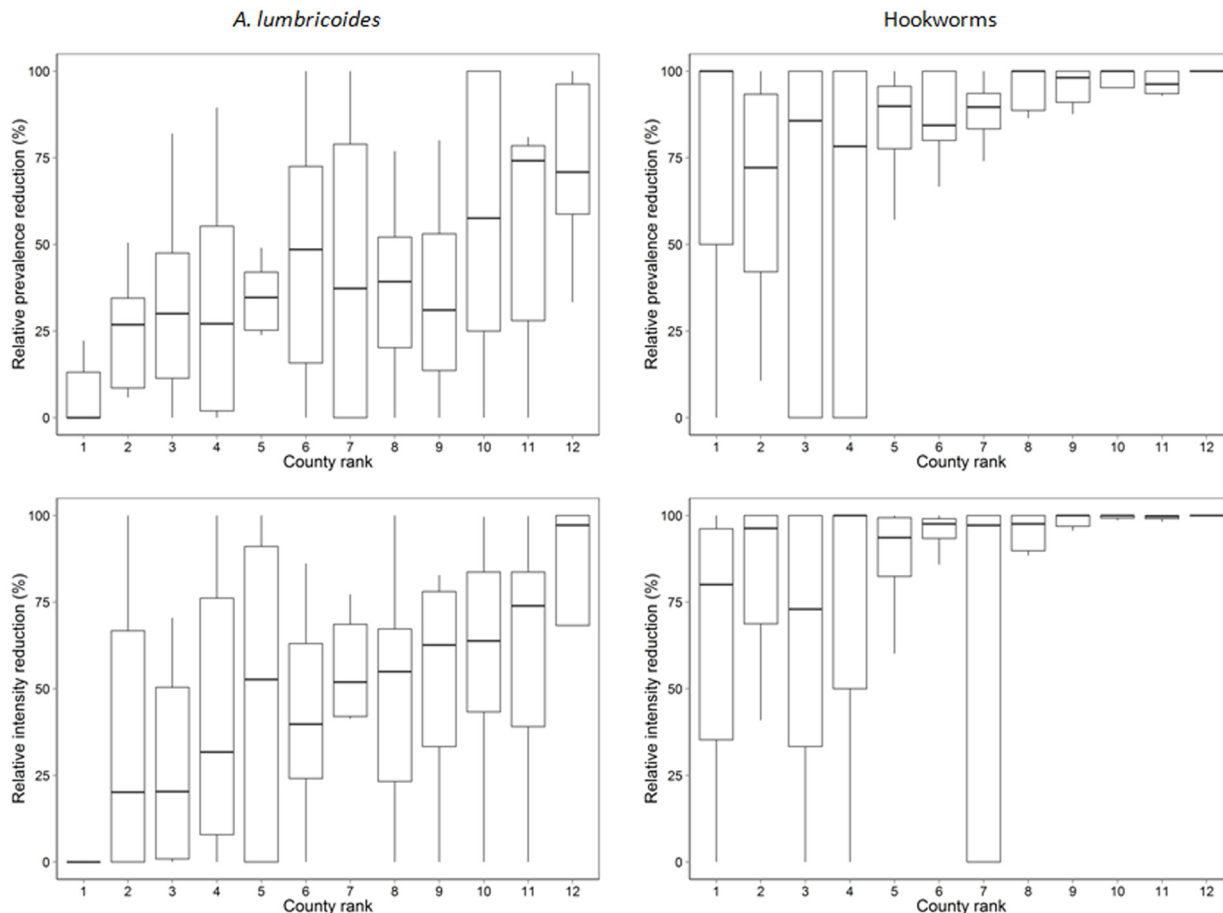 A. lumbricoides
Hookworms
Relative prevalence reduction (%)
100
75
50
25
0
1 2 3 4 5 6 7 8 9 10 11 12
County rank
Relative prevalence reduction (%)
100
75
50
25
0
1 2 3 4 5 6 7 8 9 10 11 12
County rank
Relative intensity reduction (%)
100
75
50
25
0
1 2 3 4 5 6 7 8 9 10 11 12
County rank
Relative intensity reduction (%)
100
75
50
25
0
1 2 3 4 5 6 7 8 9 10 11 12
County rank